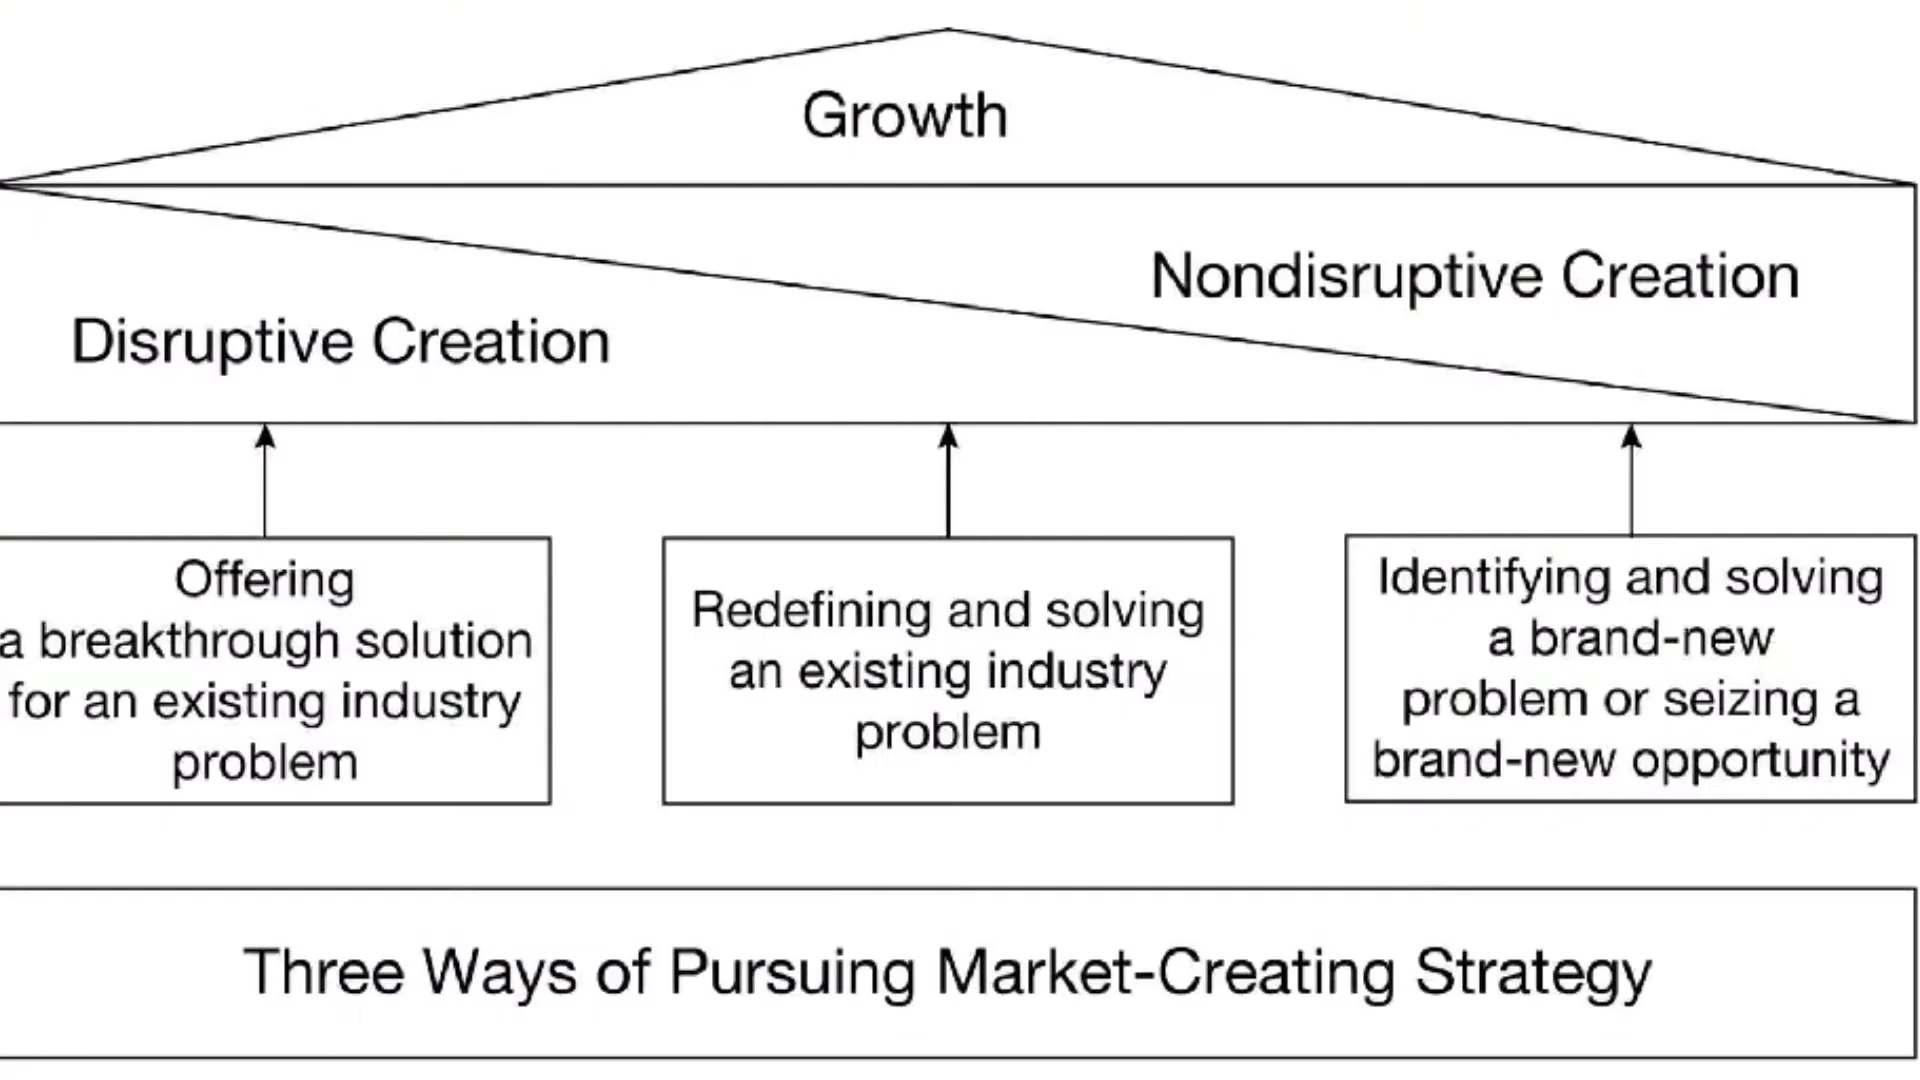 Growth
Nondisruptive Creation
Disruptive Creation
Offering
a breakthrough solution
for an existing industry
problem
Redefining and solving
an existing industry
problem
Identifying and solving
a brand-new
problem or seizing a
brand-new opportunity
Three Ways of Pursuing Market-Creating Strategy